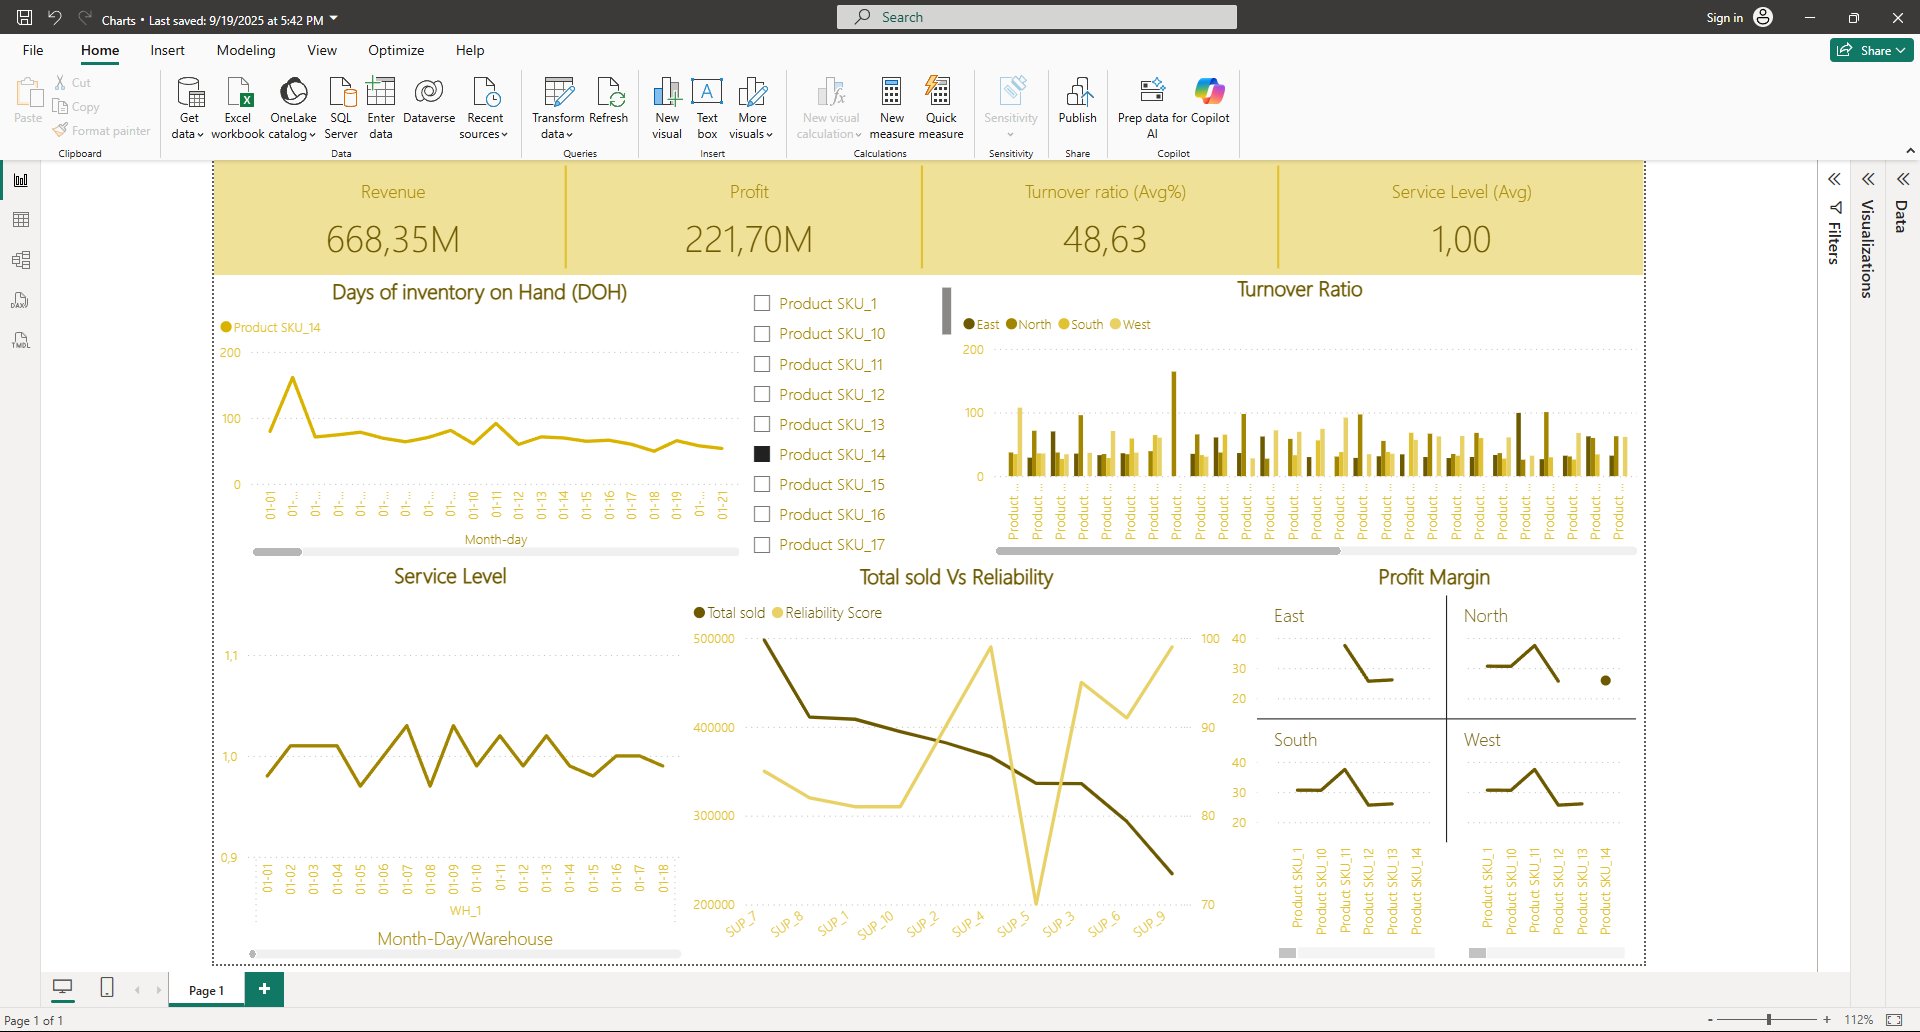 Charts • Last saved: 9/19/2025 at 5:42 PM
Search
Sign in
File Home Insert Modeling View Optimize Help
Share
Paste
Cut
Copy
Format painter
Clipboard
Get data
Excel workbook
OneLake catalog
SQL Server
Enter data
Dataverse
Recent sources
Data
Transform data
Refresh
Queries
New visual
Text box
More visuals
Insert
New visual calculation
New measure
Quick measure
Calculations
Sensitivity
Sensitivity
Publish
Share
Prep data for AI
Copilot
Copilot
DAX
TMDL
Revenue
668,35M
Profit
221,70M
Turnover ratio (Avg%)
48,63
Service Level (Avg)
1,00
Filters
Visualizations
Data
Days of inventory on Hand (DOH)
Product SKU_14
200
100
0
01-01 01-... 01-... 01-... 01-... 01-... 01-... 01-... 01-... 01-10 01-11 01-12 01-13 01-14 01-15 01-16 01-17 01-18 01-19 01-... 01-21
Month-day
Product SKU_1
Product SKU_10
Product SKU_11
Product SKU_12
Product SKU_13
Product SKU_14
Product SKU_15
Product SKU_16
Product SKU_17
Turnover Ratio
East North South West
200
100
0
Product ... Product ... Product ... Product ... Product ... Product ... Product ... Product ... Product ... Product ... Product ... Product ... Product ... Product ... Product ... Product ... Product ... Product ... Product ... Product ... Product ... Product ... Product ... Product ... Product ... Product ... Product ...
Service Level
1,1
1,0
0,9
01-01 01-02 01-03 01-04 01-05 01-06 01-07 01-08 01-09 01-10 01-11 01-12 01-13 01-14 01-15 01-16 01-17 01-18
WH_1
Month-Day/Warehouse
Total sold Vs Reliability
Total sold Reliability Score
500000
400000
300000
200000
100
90
80
70
SUP_7 SUP_8 SUP_1 SUP_10 SUP_2 SUP_4 SUP_5 SUP_3 SUP_6 SUP_9
Profit Margin
East
North
40
30
20
South
West
40
30
20
Product SKU_1 Product SKU_10 Product SKU_11 Product SKU_12 Product SKU_13 Product SKU_14
Product SKU_1 Product SKU_10 Product SKU_11 Product SKU_12 Product SKU_13 Product SKU_14
Page 1
+
Page 1 of 1
- + 112%